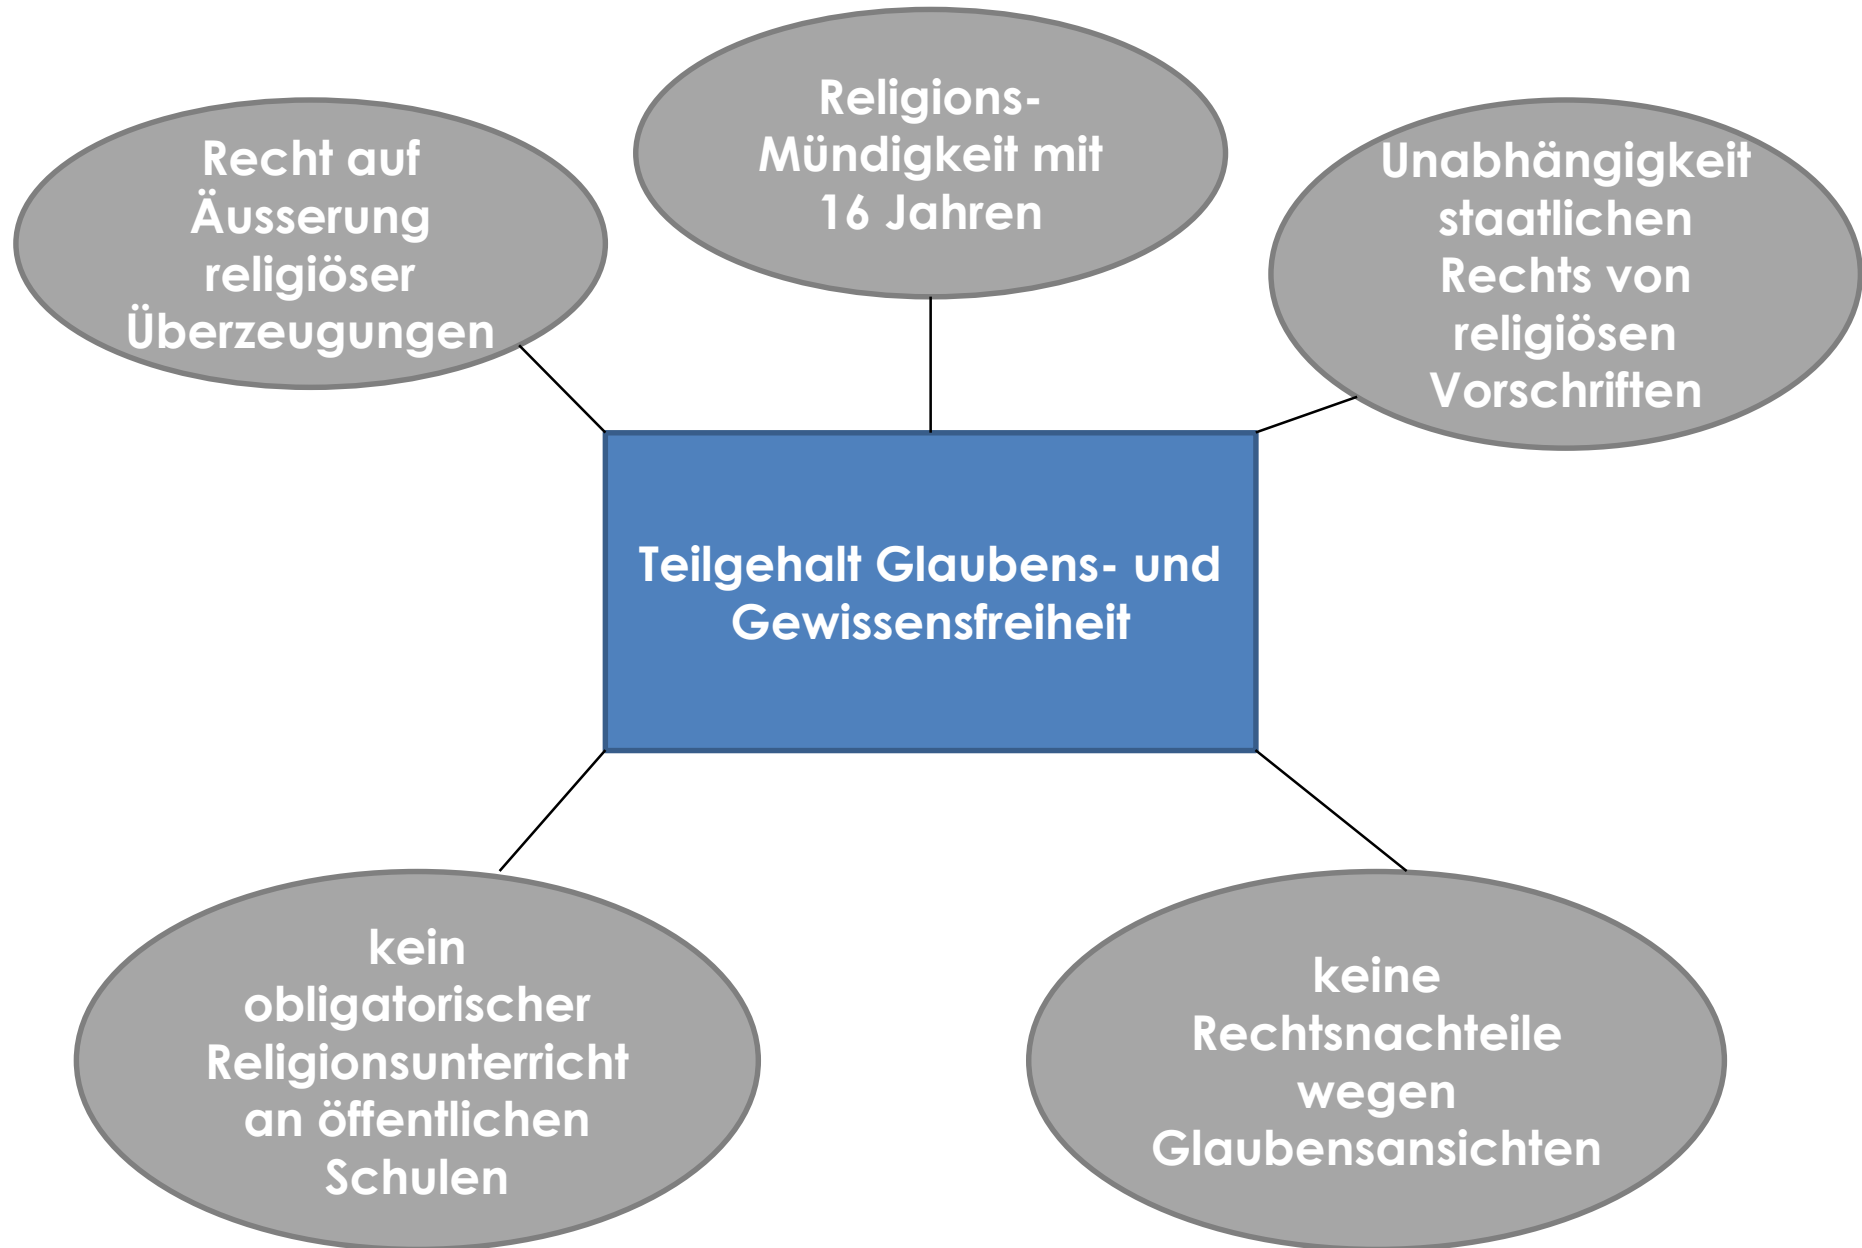 Recht auf
Äusserung
religiöser
Überzeugungen
Religions-
Mündigkeit mit
16 Jahren
Unabhängigkeit
staatlichen
Rechts von
religiösen
Vorschriften
Teilgehalt Glaubens- und
Gewissensfreiheit
kein
obligatorischer
Religionsunterricht
an öffentlichen
Schulen
keine
Rechtsnachteile
wegen
Glaubensansichten